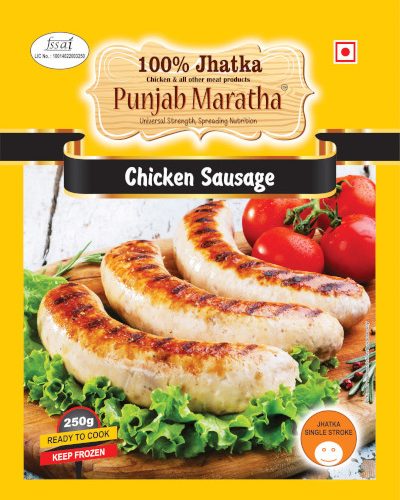 fssai
LIC No.: 10014022003250
100% Jhatka
Chicken & all other meat products
Punjab Maratha
Universal Strength, Spreading Nutrition
Chicken Sausage
250g
READY TO COOK
KEEP FROZEN
JHATKA
SINGLE STROKE